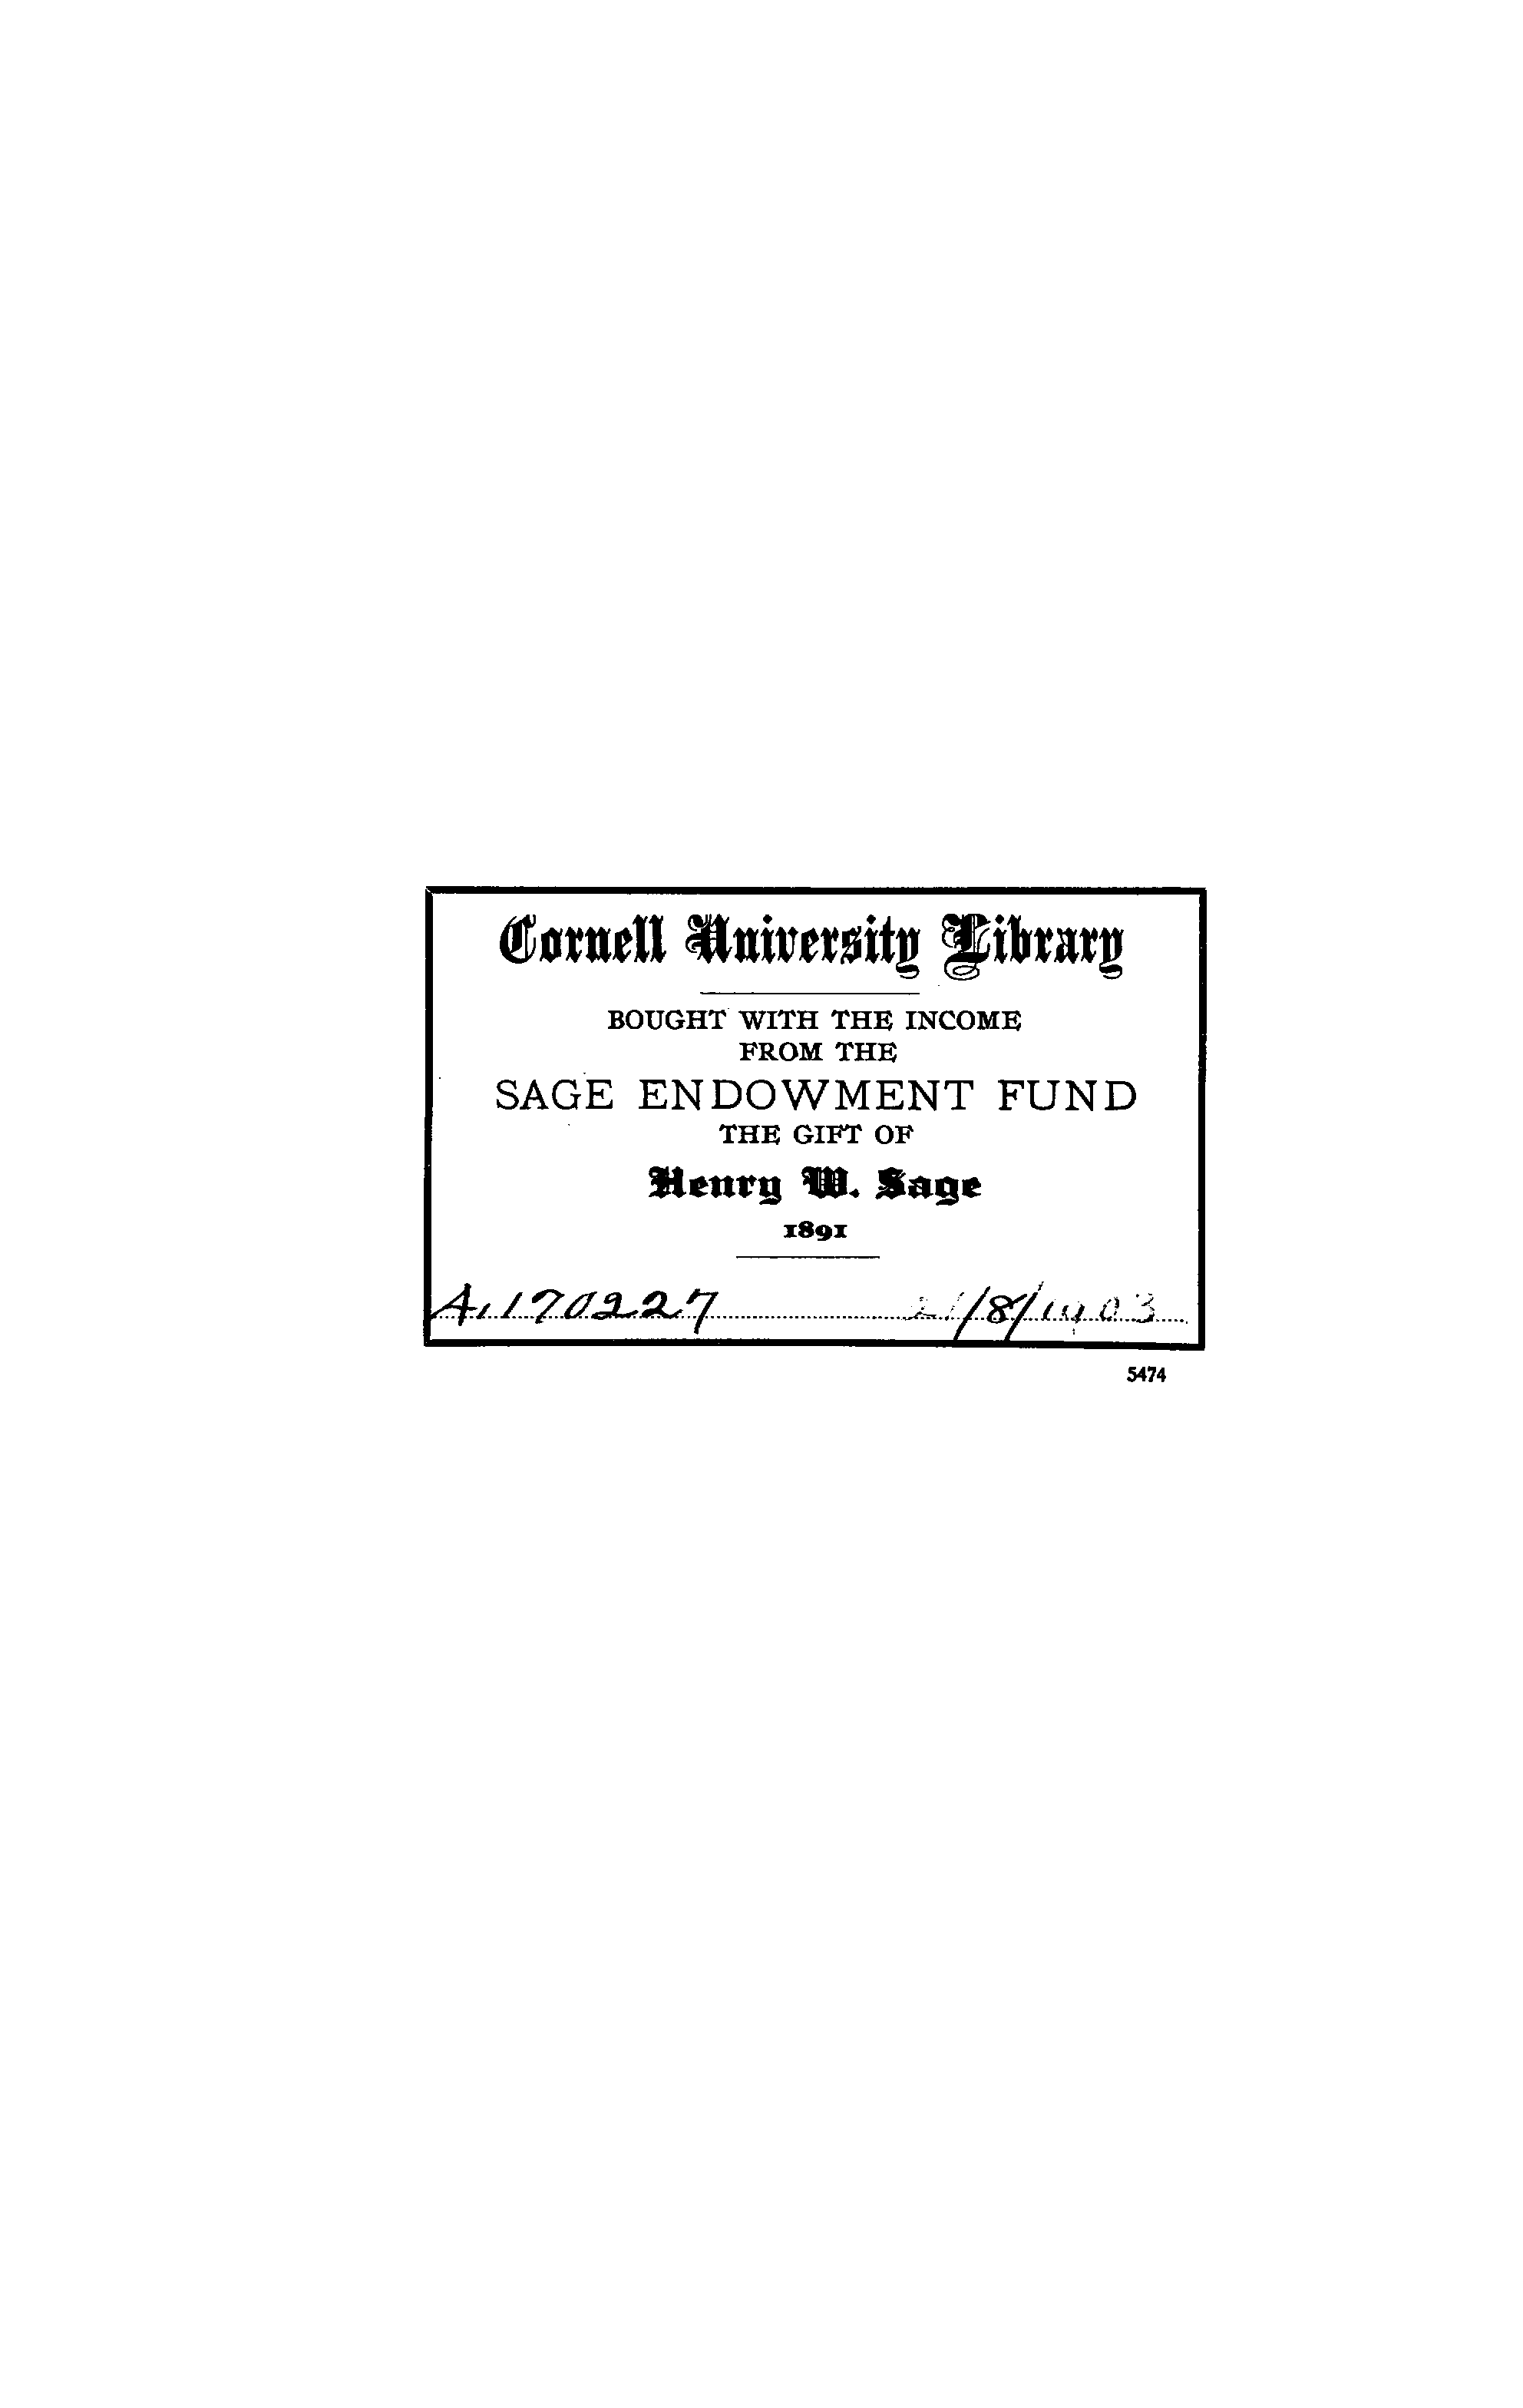 Cornell University Library
BOUGHT WITH THE INCOME
FROM THE
SAGE ENDOWMENT FUND
THE GIFT OF
Henry W. Sage
1891
A.170227 21/8/1903
5474